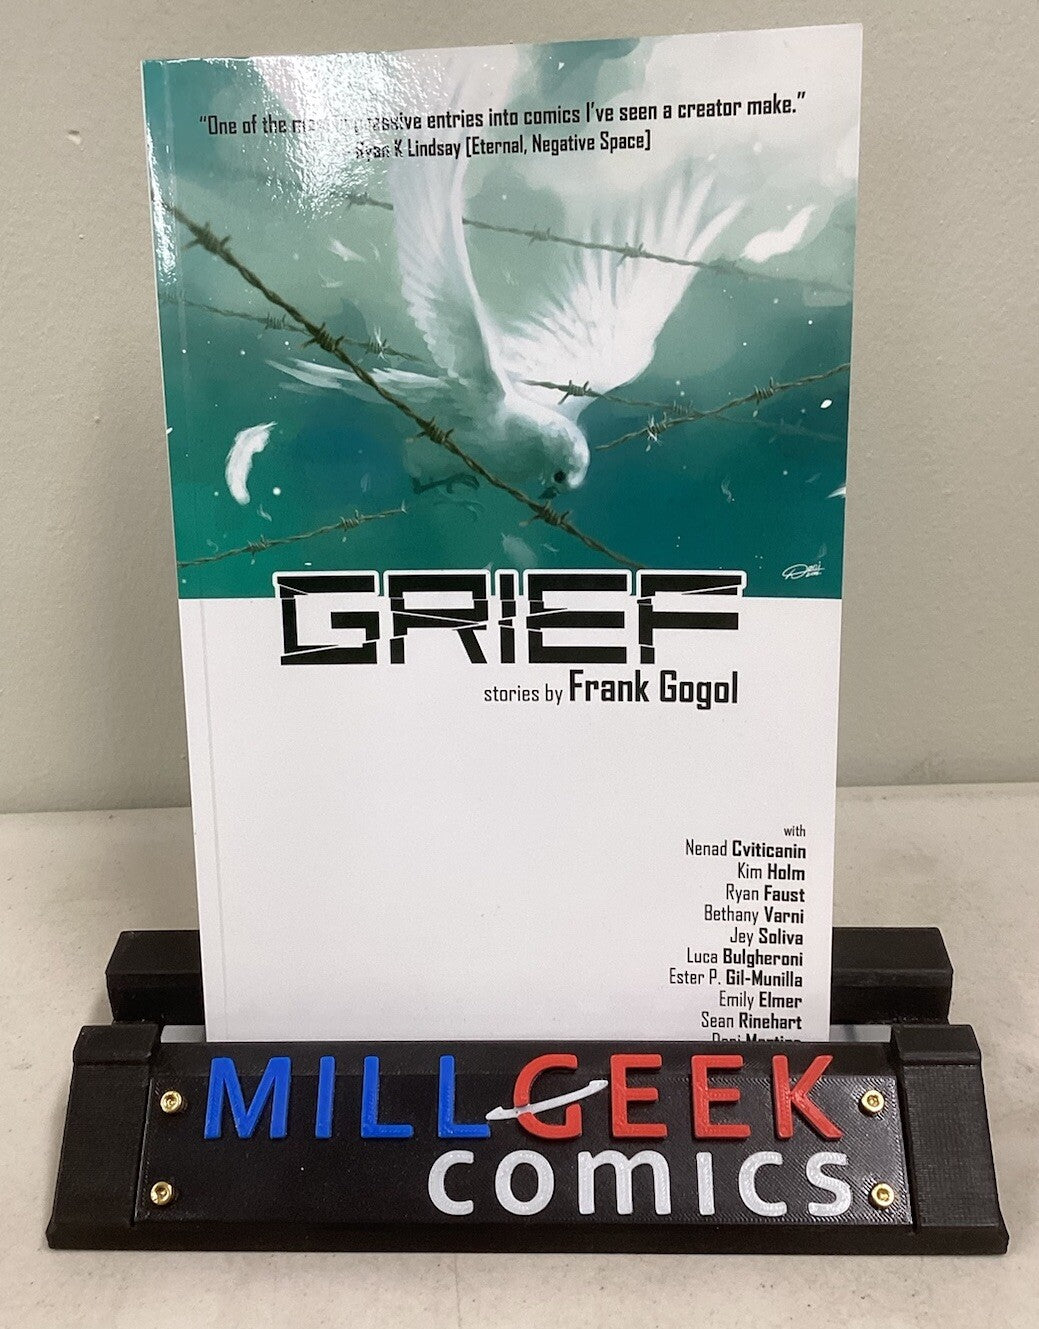 “One of the most impressive entries into comics I’ve seen a creator make.”
Ryan K Lindsay [Eternal, Negative Space]
GRIEF
stories by Frank Gogol
with
Nenad Cviticanin
Kim Holm
Ryan Faust
Bethany Varni
Jey Soliva
Luca Bulgheroni
Ester P. Gil-Munilla
Emily Elmer
Sean Rinehart
MILLGEEK
comics